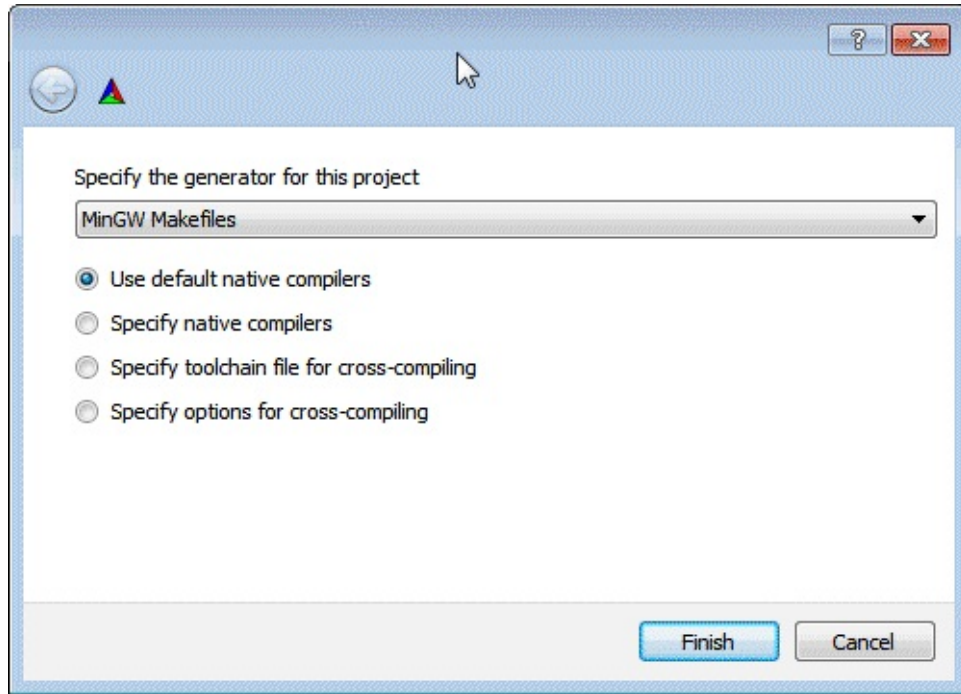 ?
Specify the generator for this project
MinGW Makefiles
Use default native compilers
Specify native compilers
Specify toolchain file for cross-compiling
Specify options for cross-compiling
Finish
Cancel